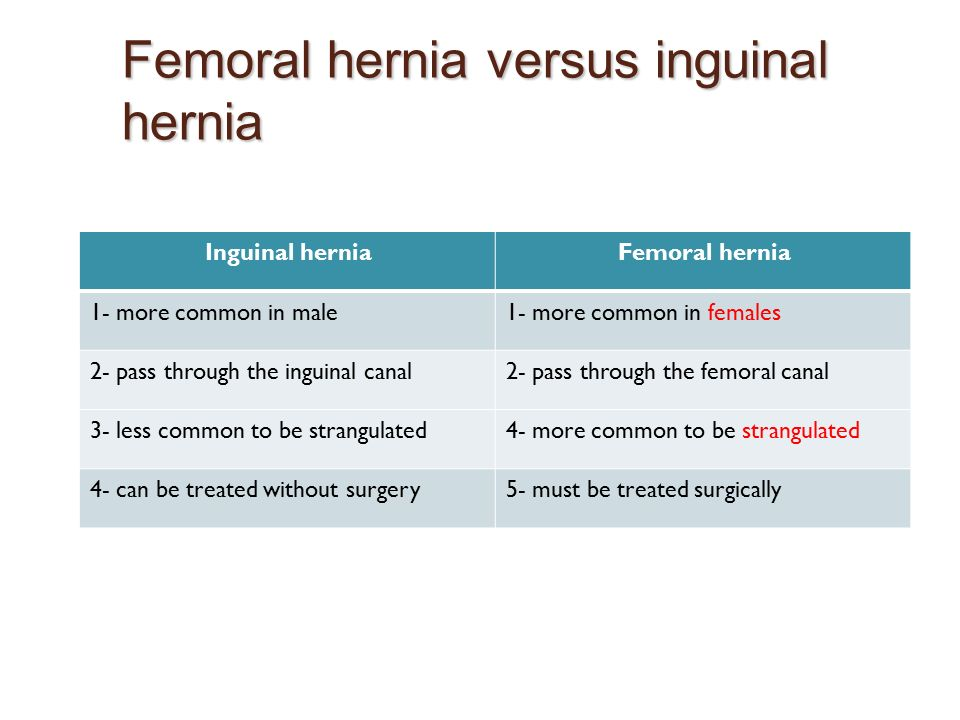 Femoral hernia versus inguinal
hernia
Inguinal hernia
Femoral hernia
1- more common in male
1- more common in females
2- pass through the inguinal canal
2- pass through the femoral canal
3- less common to be strangulated
4- more common to be strangulated
4- can be treated without surgery
5- must be treated surgically